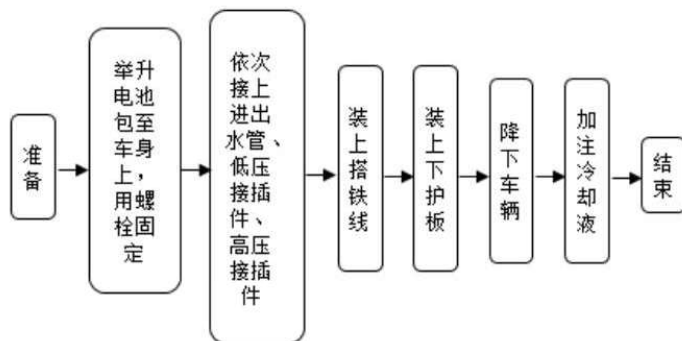 准
备
举升
电池
包至
车身
上，
用螺
栓固
定
依次
接上
进出
水管、
低压
接插
件、
高压
接插
件
装
上
搭
铁
线
装
上
下
护
板
降
下
车
辆
加
注
冷
却
液
结
束